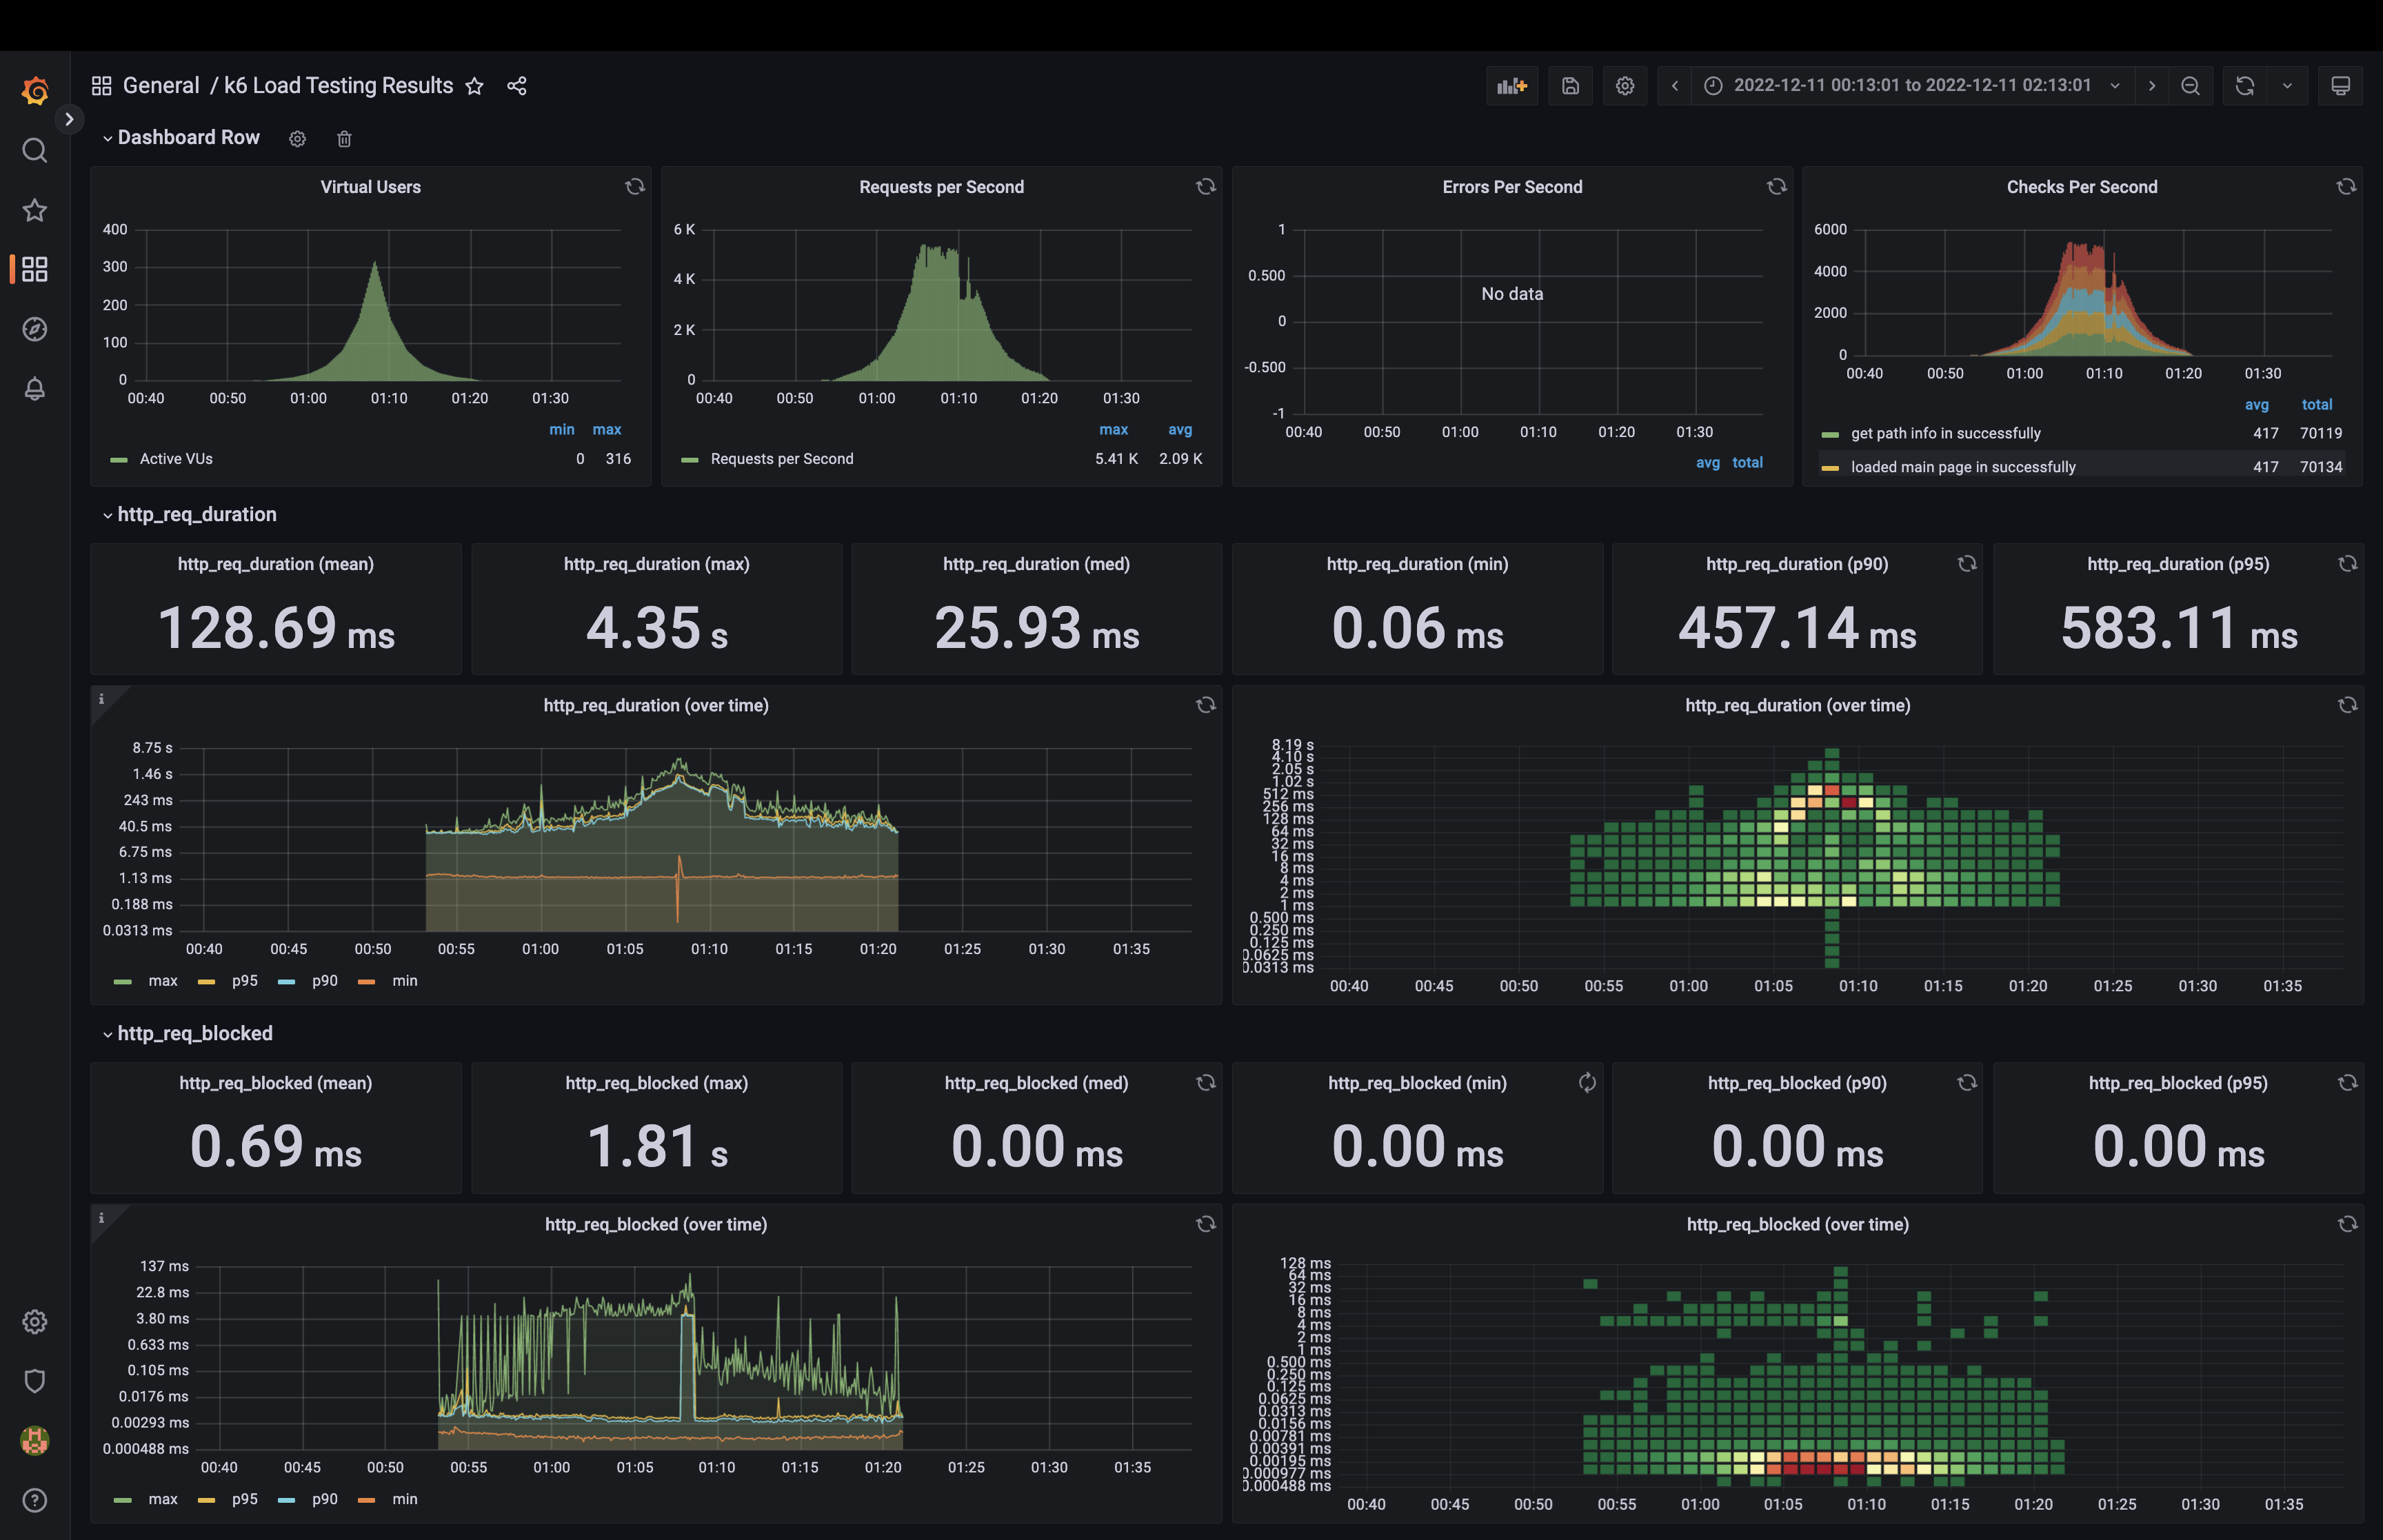 General / k6 Load Testing Results
2022-12-11 00:13:01 to 2022-12-11 02:13:01
Dashboard Row
Virtual Users
400
300
200
100
0
00:40 00:50 01:00 01:10 01:20 01:30
min max
Active VUs 0 316
Requests per Second
6 K
4 K
2 K
0
00:40 00:50 01:00 01:10 01:20 01:30
max avg
Requests per Second 5.41 K 2.09 K
Errors Per Second
1
0.500
0
-0.500
-1
No data
00:40 00:50 01:00 01:10 01:20 01:30
avg total
Checks Per Second
6000
4000
2000
0
00:40 00:50 01:00 01:10 01:20 01:30
avg total
get path info in successfully 417 70119
loaded main page in successfully 417 70134
http_req_duration
http_req_duration (mean)
128.69 ms
http_req_duration (max)
4.35 s
http_req_duration (med)
25.93 ms
http_req_duration (min)
0.06 ms
http_req_duration (p90)
457.14 ms
http_req_duration (p95)
583.11 ms
http_req_duration (over time)
8.75 s
1.46 s
243 ms
40.5 ms
6.75 ms
1.13 ms
0.188 ms
0.0313 ms
00:40 00:45 00:50 00:55 01:00 01:05 01:10 01:15 01:20 01:25 01:30 01:35
max p95 p90 min
http_req_duration (over time)
8.19 s
4.10 s
2.05 s
1.02 s
512 ms
256 ms
128 ms
64 ms
32 ms
16 ms
8 ms
4 ms
2 ms
1 ms
0.500 ms
0.250 ms
0.125 ms
0.0625 ms
0.0313 ms
00:40 00:45 00:50 00:55 01:00 01:05 01:10 01:15 01:20 01:25 01:30 01:35
http_req_blocked
http_req_blocked (mean)
0.69 ms
http_req_blocked (max)
1.81 s
http_req_blocked (med)
0.00 ms
http_req_blocked (min)
0.00 ms
http_req_blocked (p90)
0.00 ms
http_req_blocked (p95)
0.00 ms
http_req_blocked (over time)
137 ms
22.8 ms
3.80 ms
0.633 ms
0.105 ms
0.0176 ms
0.00293 ms
0.000488 ms
00:40 00:45 00:50 00:55 01:00 01:05 01:10 01:15 01:20 01:25 01:30 01:35
max p95 p90 min
http_req_blocked (over time)
128 ms
64 ms
32 ms
16 ms
8 ms
4 ms
2 ms
1 ms
0.500 ms
0.250 ms
0.125 ms
0.0625 ms
0.0313 ms
0.0156 ms
0.00781 ms
0.00391 ms
0.00195 ms
0.000977 ms
0.000488 ms
00:40 00:45 00:50 00:55 01:00 01:05 01:10 01:15 01:20 01:25 01:30 01:35